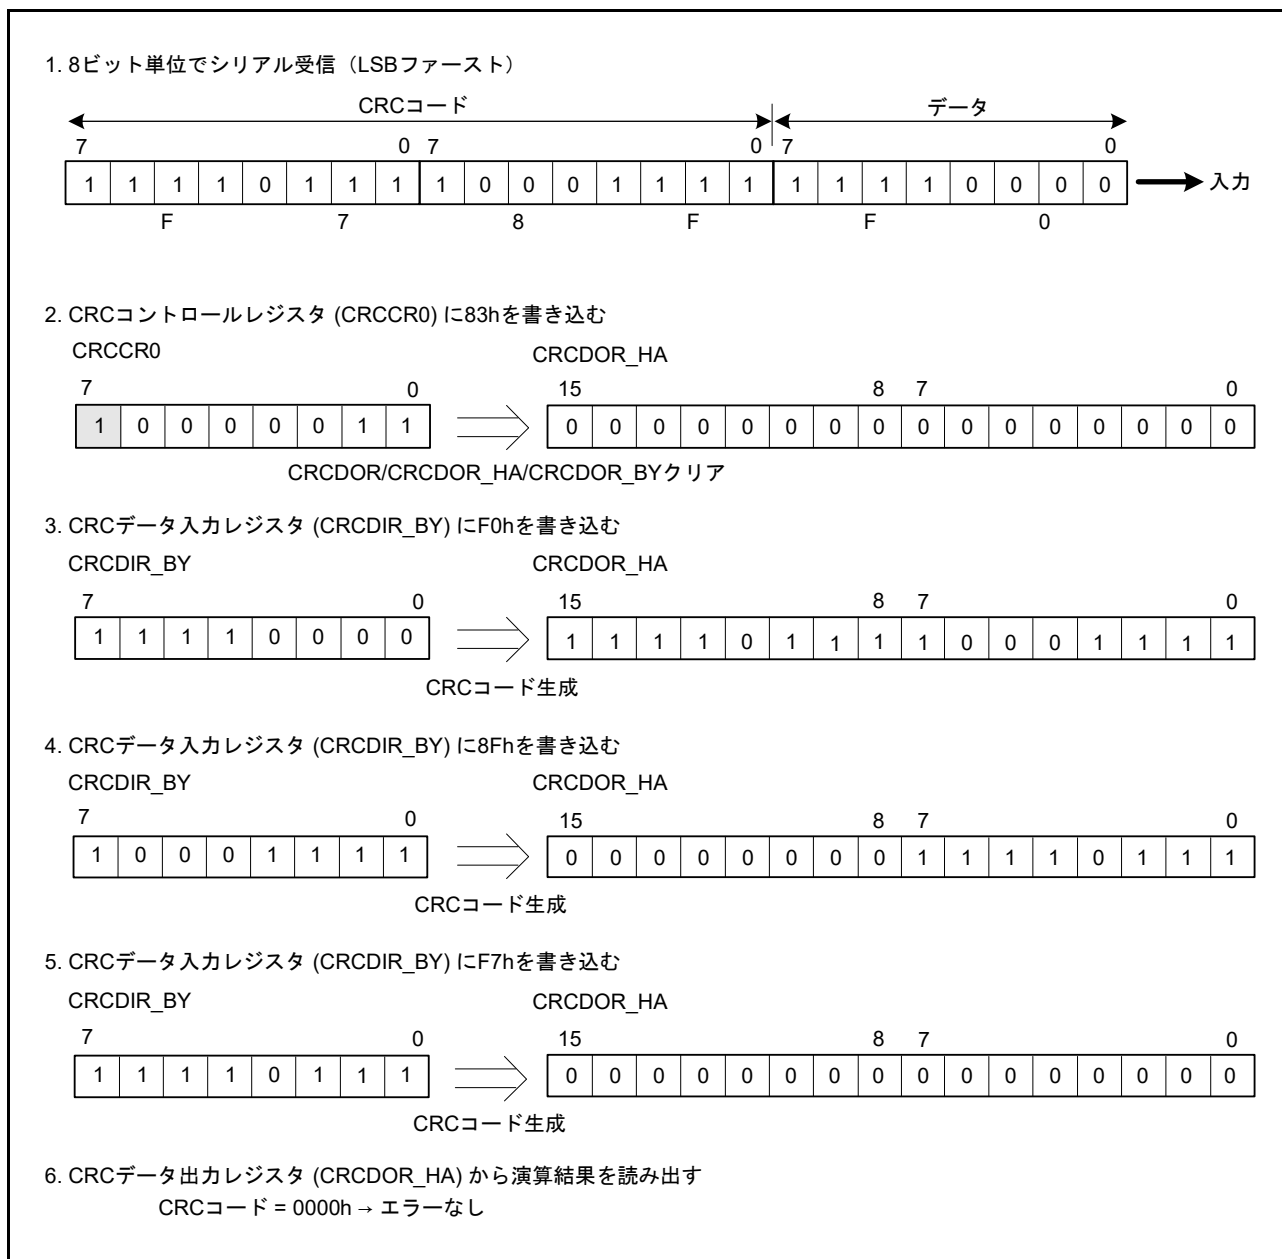 1. 8ビット単位でシリアル受信（LSBファースト）
CRCコード データ
7 0 7 0 7 0
1 1 1 1 0 1 1 1 1 0 0 0 1 1 1 1 1 1 1 1 0 0 0 0 入力
F 7 8 F F 0
2. CRCコントロールレジスタ (CRCCR0) に83hを書き込む
CRCCR0 CRCDOR_HA
7 0 15 8 7 0
1 0 0 0 0 0 1 1 0 0 0 0 0 0 0 0 0 0 0 0 0 0 0 0
CRCDOR/CRCDOR_HA/CRCDOR_BYクリア
3. CRCデータ入力レジスタ (CRCDIR_BY) にF0hを書き込む
CRCDIR_BY CRCDOR_HA
7 0 15 8 7 0
1 1 1 1 0 0 0 0 1 1 1 1 0 1 1 1 1 0 0 0 1 1 1 1
CRCコード生成
4. CRCデータ入力レジスタ (CRCDIR_BY) に8Fhを書き込む
CRCDIR_BY CRCDOR_HA
7 0 15 8 7 0
1 0 0 0 1 1 1 1 0 0 0 0 0 0 0 0 1 1 1 1 0 1 1 1
CRCコード生成
5. CRCデータ入力レジスタ (CRCDIR_BY) にF7hを書き込む
CRCDIR_BY CRCDOR_HA
7 0 15 8 7 0
1 1 1 1 0 1 1 1 0 0 0 0 0 0 0 0 0 0 0 0 0 0 0 0
CRCコード生成
6. CRCデータ出力レジスタ (CRCDOR_HA) から演算結果を読み出す
CRCコード = 0000h → エラーなし